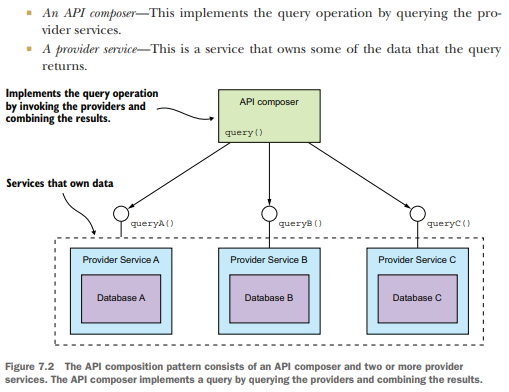 An API composer—This implements the query operation by querying the pro-
vider services.
A provider service—This is a service that owns some of the data that the query
returns.
Implements the query operation
by invoking the providers and
combining the results.
API composer
query()
Services that own data
queryA()
queryB()
queryC()
Provider Service A
Provider Service B
Provider Service C
Database A
Database B
Database C
Figure 7.2 The API composition pattern consists of an API composer and two or more provider
services. The API composer implements a query by querying the providers and combining the results.